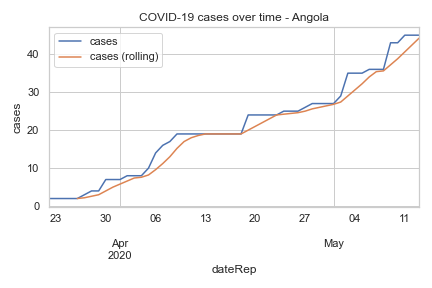 COVID-19 cases over time - Angola
cases
cases (rolling)
cases
40
30
20
10
0
23 30 06 13 20 27 04 11
Apr May
2020
dateRep